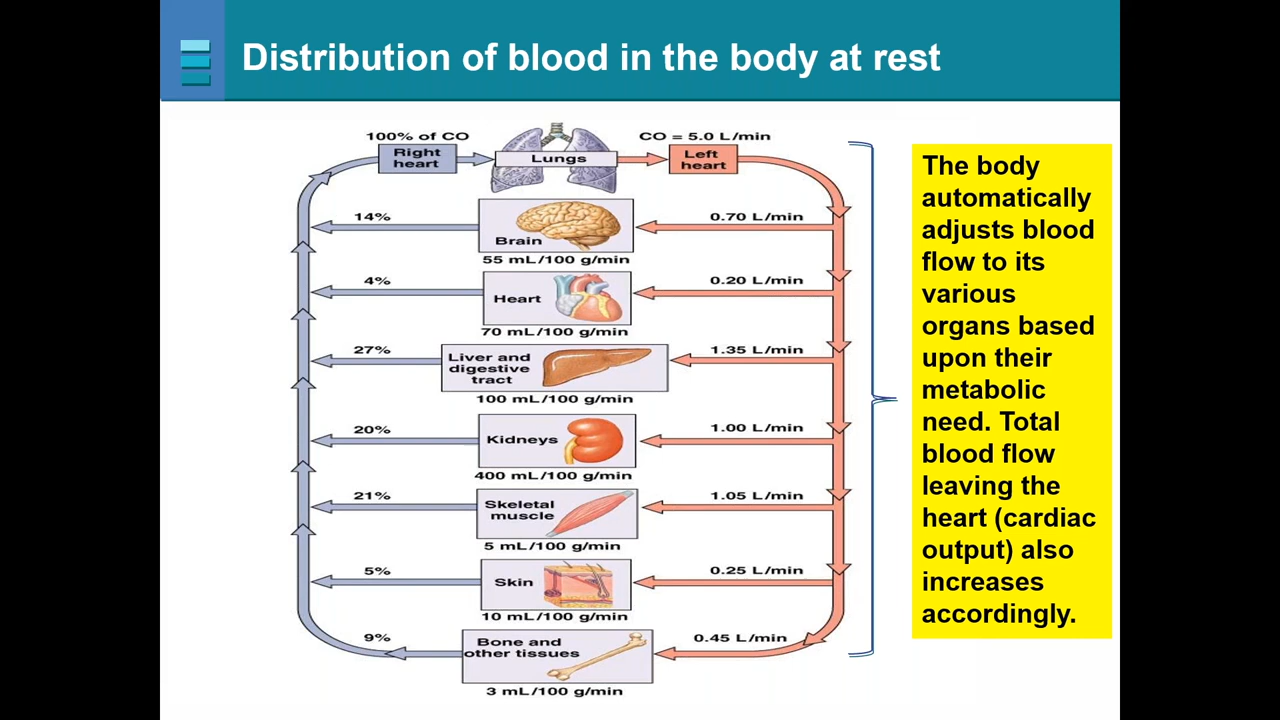 Distribution of blood in the body at rest
100% of CO
CO = 5.0 L/min
Right
heart
Lungs
Left
heart
14%
0.70 L/min
Brain
55 mL/100 g/min
4%
0.20 L/min
Heart
70 mL/100 g/min
27%
1.35 L/min
Liver and
digestive
tract
100 mL/100 g/min
20%
1.00 L/min
Kidneys
400 mL/100 g/min
21%
1.05 L/min
Skeletal
muscle
5 mL/100 g/min
5%
0.25 L/min
Skin
10 mL/100 g/min
9%
0.45 L/min
Bone and
other tissues
3 mL/100 g/min
The body
automatically
adjusts blood
flow to its
various
organs based
upon their
metabolic
need. Total
blood flow
leaving the
heart (cardiac
output) also
increases
accordingly.